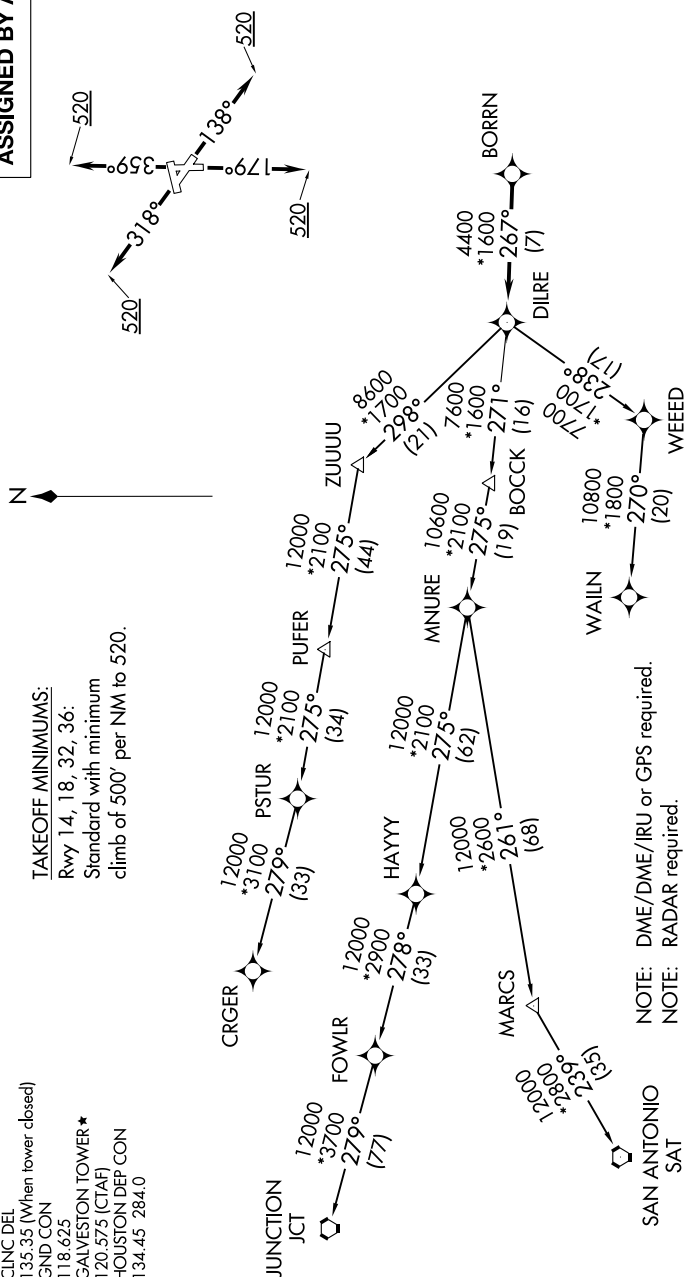 ASSIGNED BY A
CLNC DEL
135.35 (When tower closed)
GND CON
118.625
GALVESTON TOWER ★
120.575 (CTAF)
HOUSTON DEP CON
134.45 284.0
TAKEOFF MINIMUMS:
Rwy 14, 18, 32, 36:
Standard with minimum
climb of 500' per NM to 520.
N
520
520
520
520
359°
138°
179°
318°
BORRN
4400
*1600
267°
(7)
DILRE
8600
*1700
298°
(21)
ZUUUU
12000
*2100
275°
(44)
PUFER
12000
*2100
275°
(34)
PSTUR
12000
*3100
279°
(33)
CRGER
7600
*1600
271°
(16)
BOCCK
10600
*2100
275°
(19)
MNURE
12000
*2100
275°
(62)
HAYYY
12000
*2900
278°
(33)
FOWLR
12000
*3700
279°
(77)
JUNCTION
JCT
12000
*2600
261°
(68)
MARCS
12000
*2800
239°
(35)
SAN ANTONIO
SAT
7700
*1700
238°
(17)
WEEED
10800
*1800
270°
(20)
WAILN
NOTE: DME/DME/IRU or GPS required.
NOTE: RADAR required.